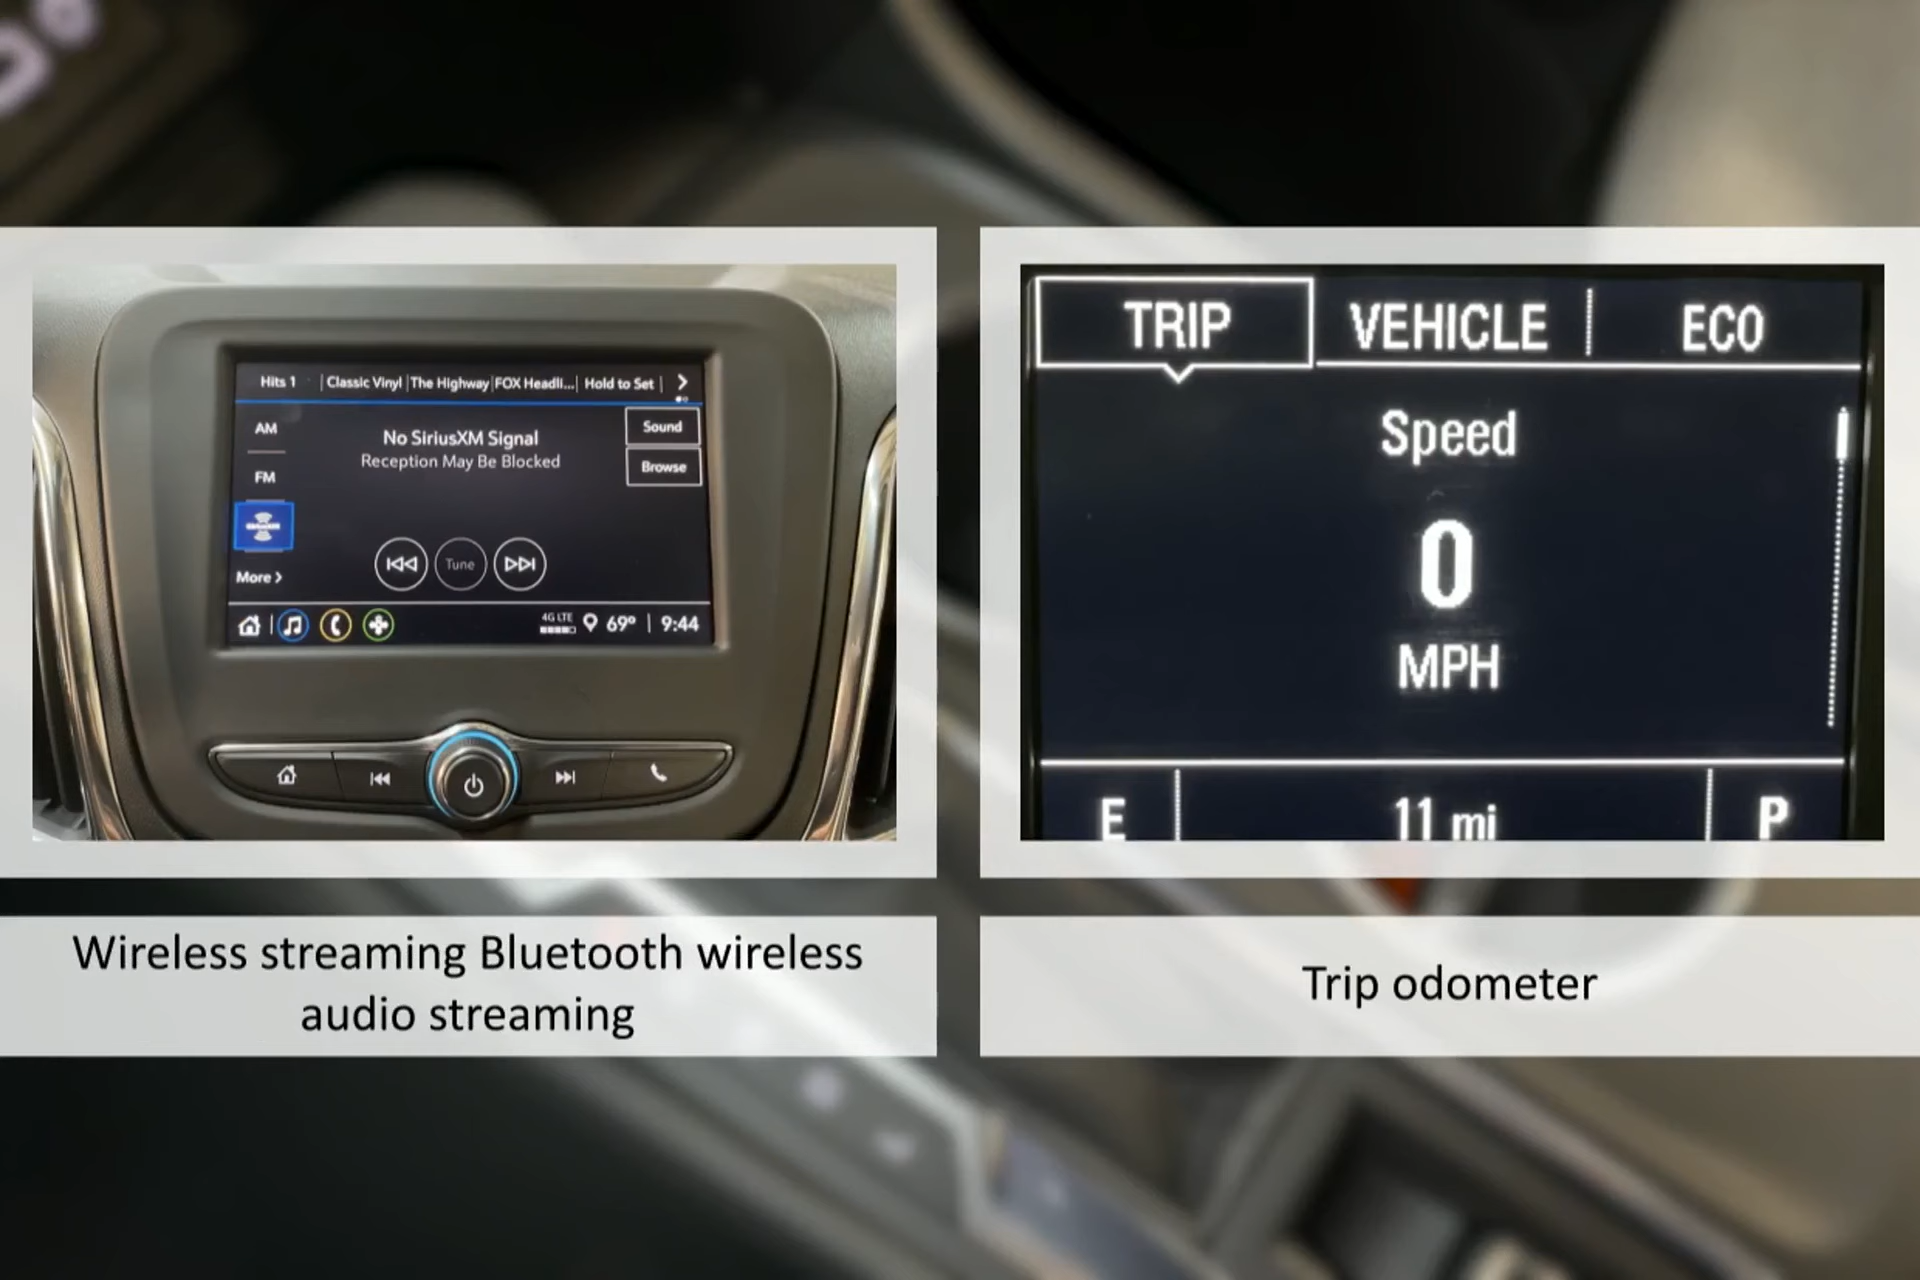 Hits 1 Classic Vinyl The Highway FOX Headli... Hold to Set
AM
No SiriusXM Signal
Sound
Reception May Be Blocked
Browse
FM
Tune
More
4G LTE
69° 9:44
TRIP VEHICLE ECO
Speed
0
MPH
E 11 mi P
Wireless streaming Bluetooth wireless
audio streaming
Trip odometer